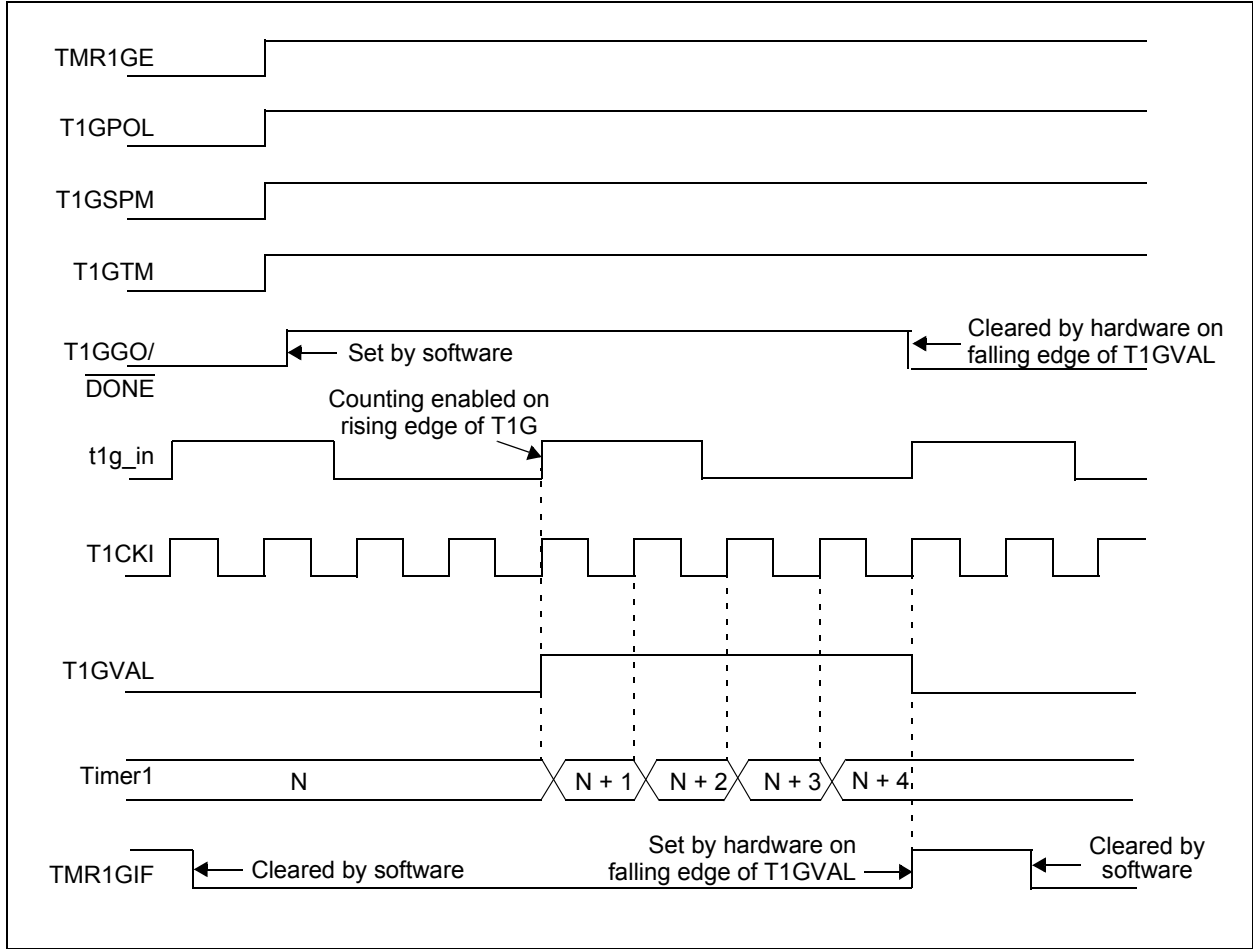 TMR1GE
T1GPOL
T1GSPM
T1GTM
T1GGO/
DONE
Set by software
Cleared by hardware on
falling edge of T1GVAL
Counting enabled on
rising edge of T1G
t1g_in
T1CKI
T1GVAL
Timer1
N
N + 1
N + 2
N + 3
N + 4
TMR1GIF
Cleared by software
Set by hardware on
falling edge of T1GVAL
Cleared by
software